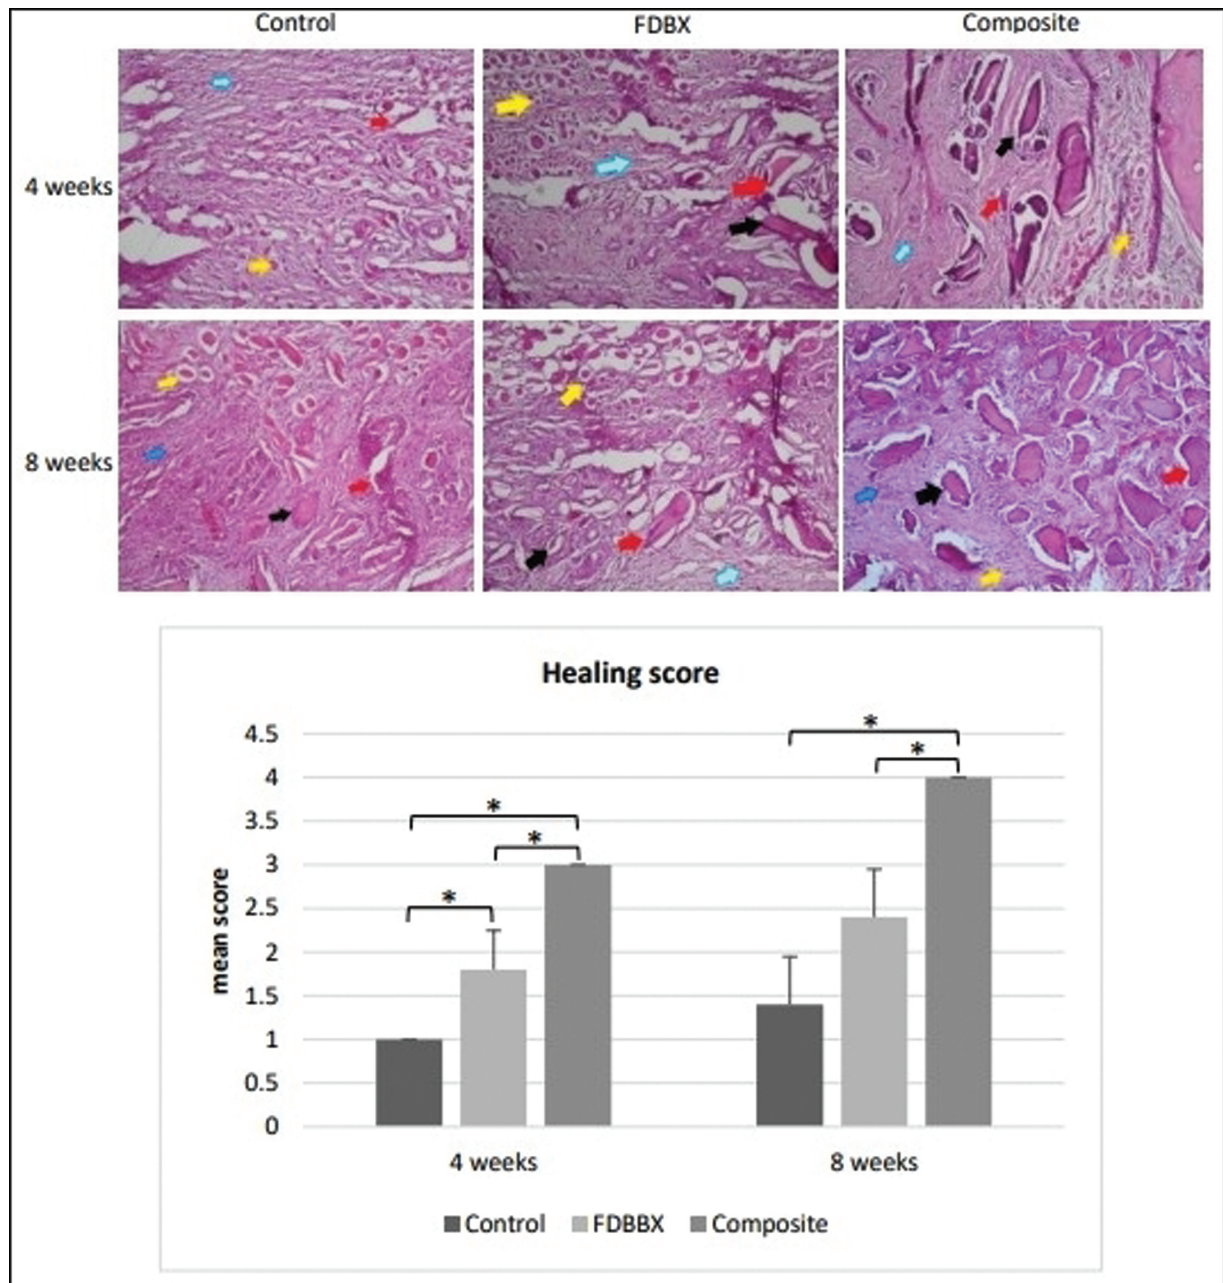 Control FDBX Composite
4 weeks
8 weeks
Healing score
mean score
4.5
4
3.5
3
2.5
2
1.5
1
0.5
0
*
*
*
*
*
4 weeks 8 weeks
Control FDBBX Composite